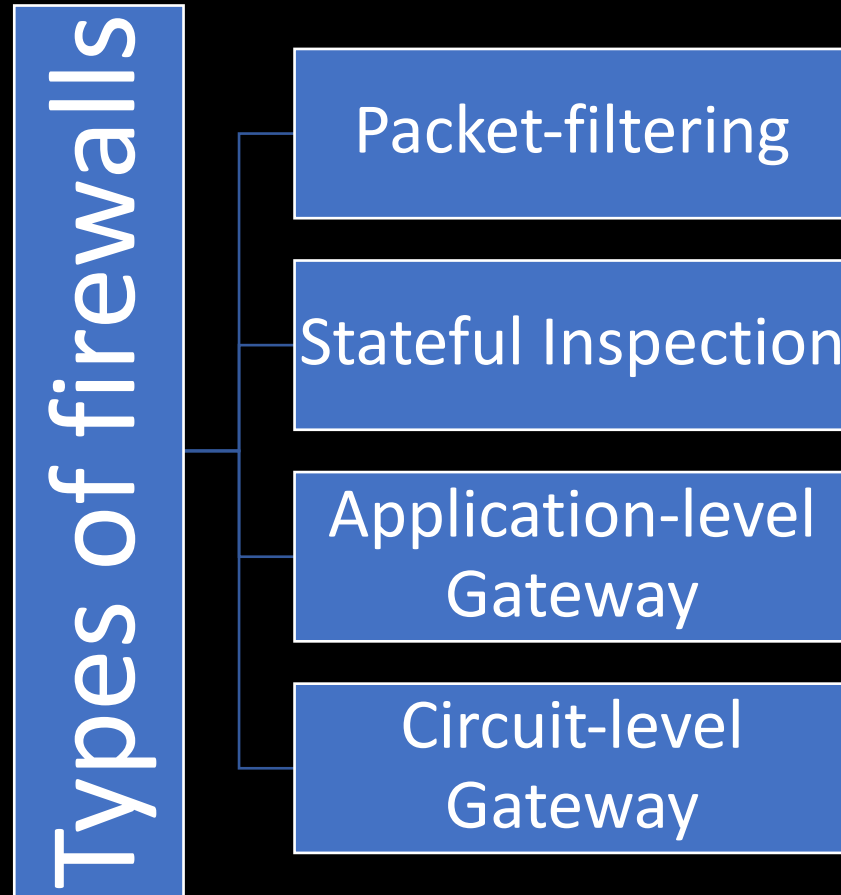 Types of firewalls
Packet-filtering
Stateful Inspection
Application-level
Gateway
Circuit-level
Gateway